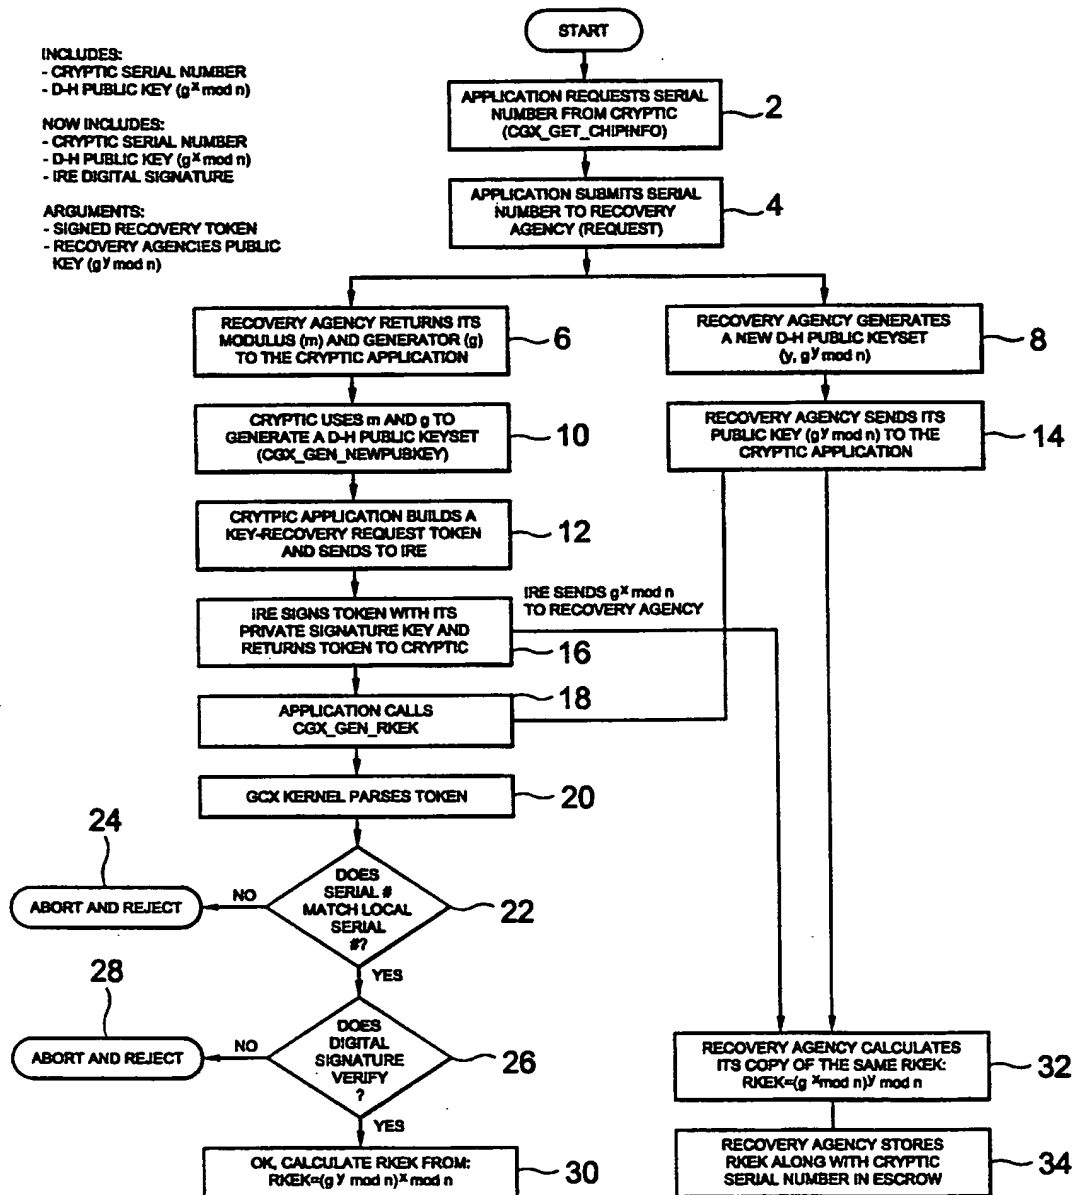 START
INCLUDES:
- CRYPTIC SERIAL NUMBER
- D-H PUBLIC KEY (g^x mod n)
NOW INCLUDES:
- CRYPTIC SERIAL NUMBER
- D-H PUBLIC KEY (g^x mod n)
- IRE DIGITAL SIGNATURE
ARGUMENTS:
- SIGNED RECOVERY TOKEN
- RECOVERY AGENCIES PUBLIC
KEY (g^y mod n)
APPLICATION REQUESTS SERIAL
NUMBER FROM CRYPTIC
(CGX_GET_CHIPINFO)
2
APPLICATION SUBMITS SERIAL
NUMBER TO RECOVERY
AGENCY (REQUEST)
4
RECOVERY AGENCY RETURNS ITS
MODULUS (m) AND GENERATOR (g)
TO THE CRYPTIC APPLICATION
6
RECOVERY AGENCY GENERATES
A NEW D-H PUBLIC KEYSET
(y, g^y mod n)
8
CRYPTIC USES m AND g TO
GENERATE A D-H PUBLIC KEYSET
(CGX_GEN_NEWPUBKEY)
10
RECOVERY AGENCY SENDS ITS
PUBLIC KEY (g^y mod n) TO THE
CRYPTIC APPLICATION
14
CRYTPIC APPLICATION BUILDS A
KEY-RECOVERY REQUEST TOKEN
AND SENDS TO IRE
12
IRE SENDS g^x mod n
TO RECOVERY AGENCY
IRE SIGNS TOKEN WITH ITS
PRIVATE SIGNATURE KEY AND
RETURNS TOKEN TO CRYPTIC
16
APPLICATION CALLS
CGX_GEN_RKEK
18
GCX KERNEL PARSES TOKEN
20
DOES
SERIAL #
MATCH LOCAL
SERIAL
#?
22
NO
24
ABORT AND REJECT
YES
DOES
DIGITAL
SIGNATURE
VERIFY
?
26
NO
28
ABORT AND REJECT
YES
OK, CALCULATE RKEK FROM:
RKEK=(g^y mod n)^x mod n
30
RECOVERY AGENCY CALCULATES
ITS COPY OF THE SAME RKEK:
RKEK=(g^x mod n)^y mod n
32
RECOVERY AGENCY STORES
RKEK ALONG WITH CRYPTIC
SERIAL NUMBER IN ESCROW
34